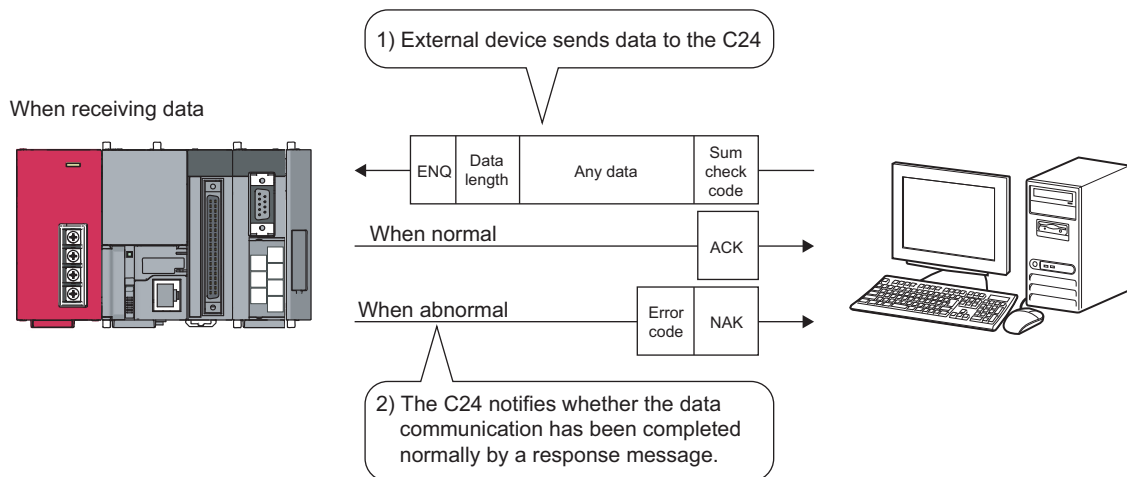 1) External device sends data to the C24
When receiving data
ENQ
Data
length
Any data
Sum
check
code
When normal
ACK
When abnormal
Error
code
NAK
2) The C24 notifies whether the data
communication has been completed
normally by a response message.